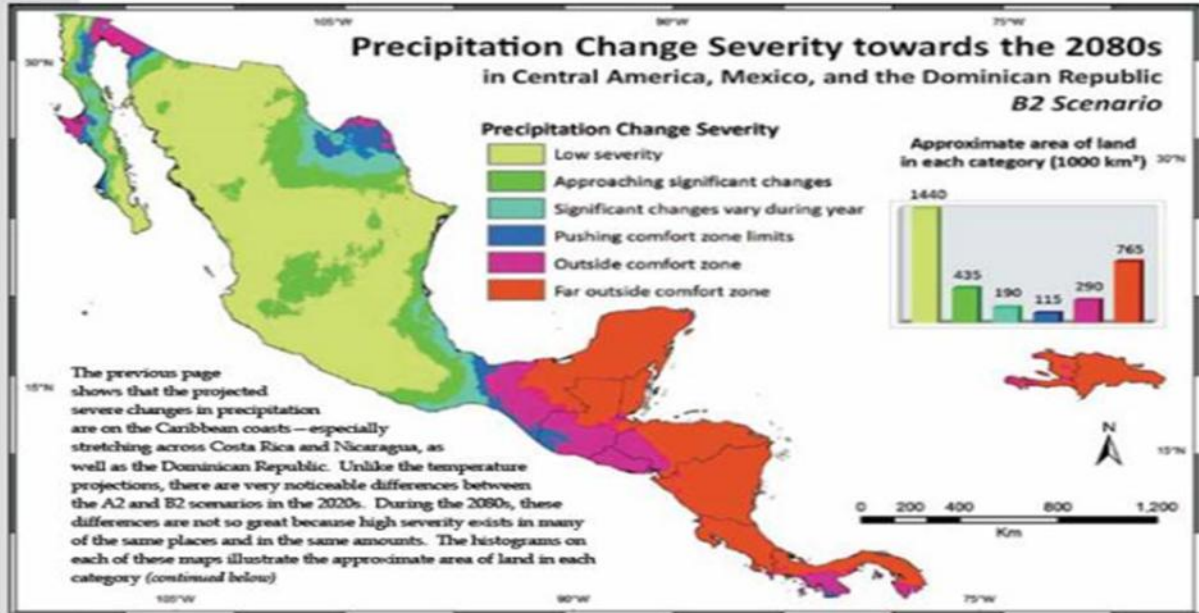 105°W
90°W
75°W
30°N
Precipitation Change Severity towards the 2080s
in Central America, Mexico, and the Dominican Republic
B2 Scenario
Precipitation Change Severity
Low severity
Approaching significant changes
Significant changes vary during year
Pushing comfort zone limits
Outside comfort zone
Far outside comfort zone
Approximate area of land
in each category (1000 km²)
30°N
1440
435
190
115
290
765
15°N
The previous page
shows that the projected
severe changes in precipitation
are on the Caribbean coasts—especially
stretching across Costa Rica and Nicaragua, as
well as the Dominican Republic. Unlike the temperature
projections, there are very noticeable differences between
the A2 and B2 scenarios in the 2020s. During the 2080s, these
differences are not so great because high severity exists in many
of the same places and in the same amounts. The histograms on
each of these maps illustrate the approximate area of land in each
category (continued below)
N
15°N
0 200 400 800 1,200
Km
105°W
90°W
75°W